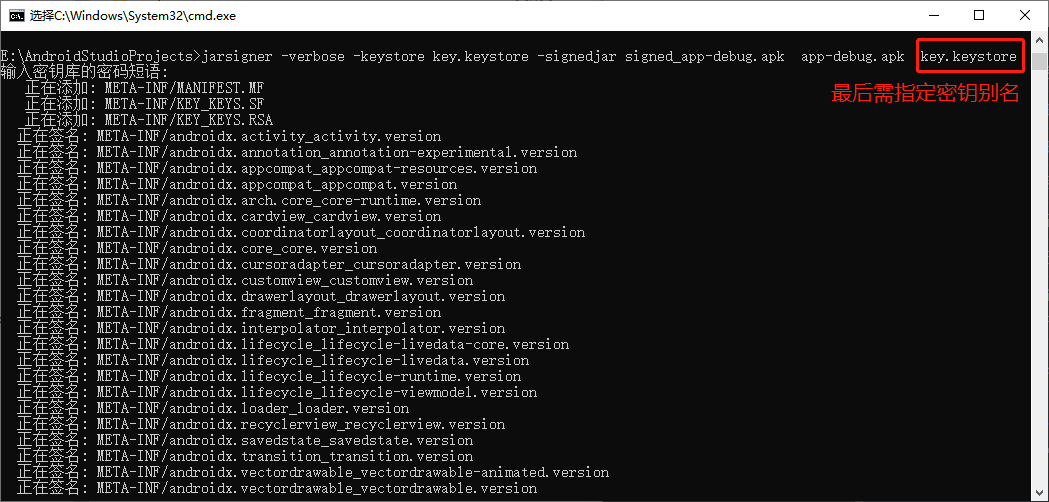 选择C:\Windows\System32\cmd.exe
E:\AndroidStudioProjects>jarsigner -verbose -keystore key.keystore -signedjar signed_app-debug.apk  app-debug.apk  key.keystore
输入密钥库的密码短语:
最后需指定密钥别名
正在添加: META-INF/MANIFEST.MF
正在添加: META-INF/KEY_KEYS.SF
正在添加: META-INF/KEY_KEYS.RSA
正在签名: META-INF/androidx.activity_activity.version
正在签名: META-INF/androidx.annotation_annotation-experimental.version
正在签名: META-INF/androidx.appcompat_appcompat-resources.version
正在签名: META-INF/androidx.appcompat_appcompat.version
正在签名: META-INF/androidx.arch.core_core-runtime.version
正在签名: META-INF/androidx.cardview_cardview.version
正在签名: META-INF/androidx.coordinatorlayout_coordinatorlayout.version
正在签名: META-INF/androidx.core_core.version
正在签名: META-INF/androidx.cursoradapter_cursoradapter.version
正在签名: META-INF/androidx.customview_customview.version
正在签名: META-INF/androidx.drawerlayout_drawerlayout.version
正在签名: META-INF/androidx.fragment_fragment.version
正在签名: META-INF/androidx.interpolator_interpolator.version
正在签名: META-INF/androidx.lifecycle_lifecycle-livedata-core.version
正在签名: META-INF/androidx.lifecycle_lifecycle-livedata.version
正在签名: META-INF/androidx.lifecycle_lifecycle-runtime.version
正在签名: META-INF/androidx.lifecycle_lifecycle-viewmodel.version
正在签名: META-INF/androidx.loader_loader.version
正在签名: META-INF/androidx.recyclerview_recyclerview.version
正在签名: META-INF/androidx.savedstate_savedstate.version
正在签名: META-INF/androidx.transition_transition.version
正在签名: META-INF/androidx.vectordrawable_vectordrawable-animated.version
正在签名: META-INF/androidx.vectordrawable_vectordrawable.version